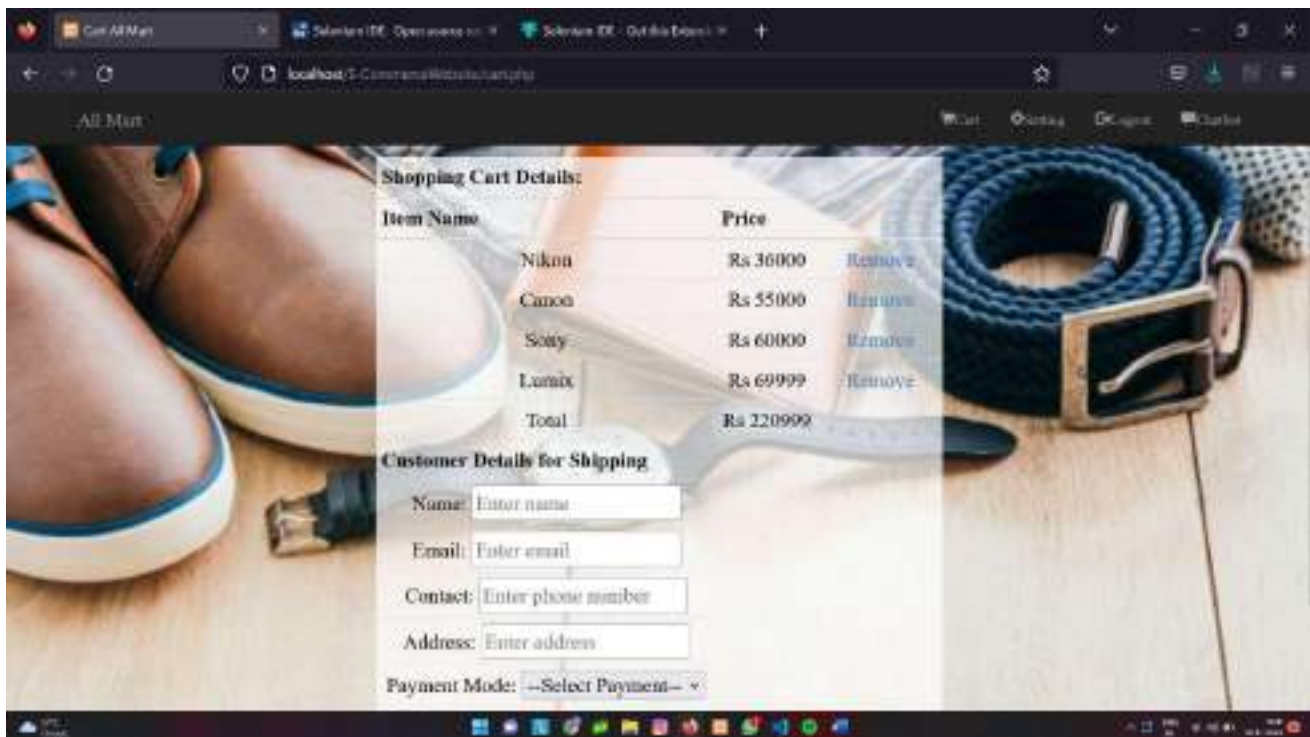 Cart All Mart
Selenium IDE
Selenium IDE
localhost/E-CommerceWebsite/cart.php
All Mart
Cart Setting Logout Chatbot
Shopping Cart Details:
Item Name Price
Nikon Rs 36000 Remove
Canon Rs 55000 Remove
Sony Rs 60000 Remove
Lumix Rs 69999 Remove
Total Rs 220999
Customer Details for Shipping
Name: Enter name
Email: Enter email
Contact: Enter phone number
Address: Enter address
Payment Mode: --Select Payment--